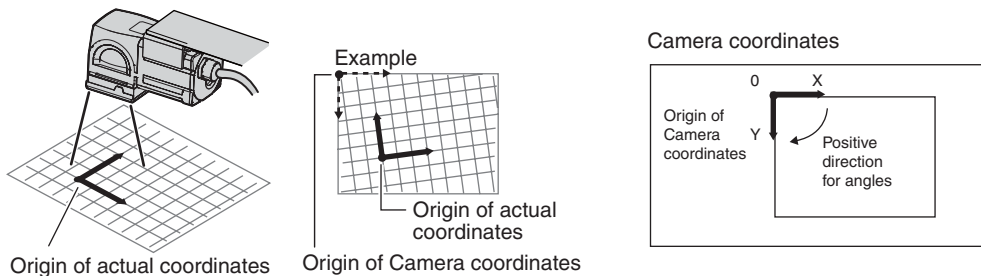 Origin of actual coordinates
Example
Origin of actual
coordinates
Origin of Camera coordinates
Camera coordinates
0 X
Origin of
Camera
coordinates
Y
Positive
direction
for angles